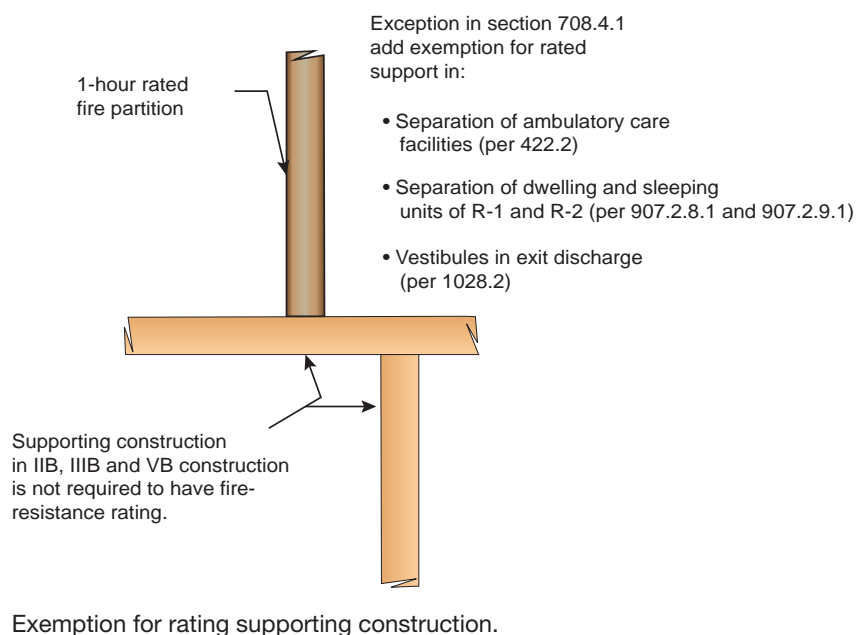 Exception in section 708.4.1
add exemption for rated
support in:
1-hour rated
fire partition
• Separation of ambulatory care
facilities (per 422.2)
• Separation of dwelling and sleeping
units of R-1 and R-2 (per 907.2.8.1 and 907.2.9.1)
• Vestibules in exit discharge
(per 1028.2)
Supporting construction
in IIB, IIIB and VB construction
is not required to have fire-
resistance rating.
Exemption for rating supporting construction.